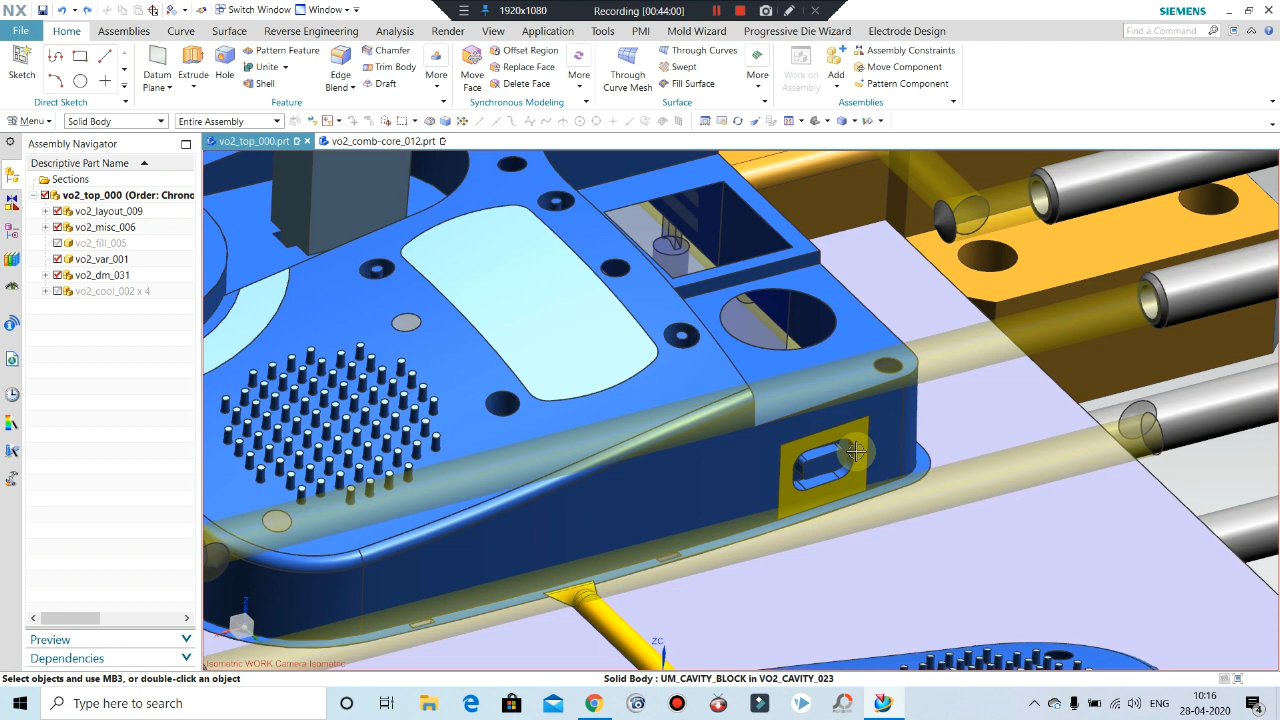 NX
Switch Window
Window
1920x1080
Recording [00:44:00]
SIEMENS
File
Home
Assemblies
Curve
Surface
Reverse Engineering
Analysis
Render
View
Application
Tools
PMI
Mold Wizard
Progressive Die Wizard
Electrode Design
Find a Command
Sketch
Direct Sketch
Datum Plane
Extrude
Hole
Pattern Feature
Unite
Shell
Edge Blend
Chamfer
Trim Body
Draft
More
Feature
Move Face
Offset Region
Replace Face
Delete Face
More
Synchronous Modeling
Through Curve Mesh
Through Curves
Swept
Fill Surface
More
Surface
Work on Assembly
Add
Assembly Constraints
Move Component
Pattern Component
Assemblies
Menu
Solid Body
Entire Assembly
Assembly Navigator
vo2_top_000.prt
vo2_comb-core_012.prt
Descriptive Part Name
Sections
vo2_top_000 (Order: Chrono
vo2_layout_009
vo2_misc_006
vo2_fill_005
vo2_var_001
vo2_dm_031
vo2_cool_002 x 4
Preview
Dependencies
Z
ZC
Isometric WORK Camera Isometric
Select objects and use MB3, or double-click an object
Solid Body : UM_CAVITY_BLOCK in VO2_CAVITY_023
Type here to search
ENG
10:16
28-04-2020
4